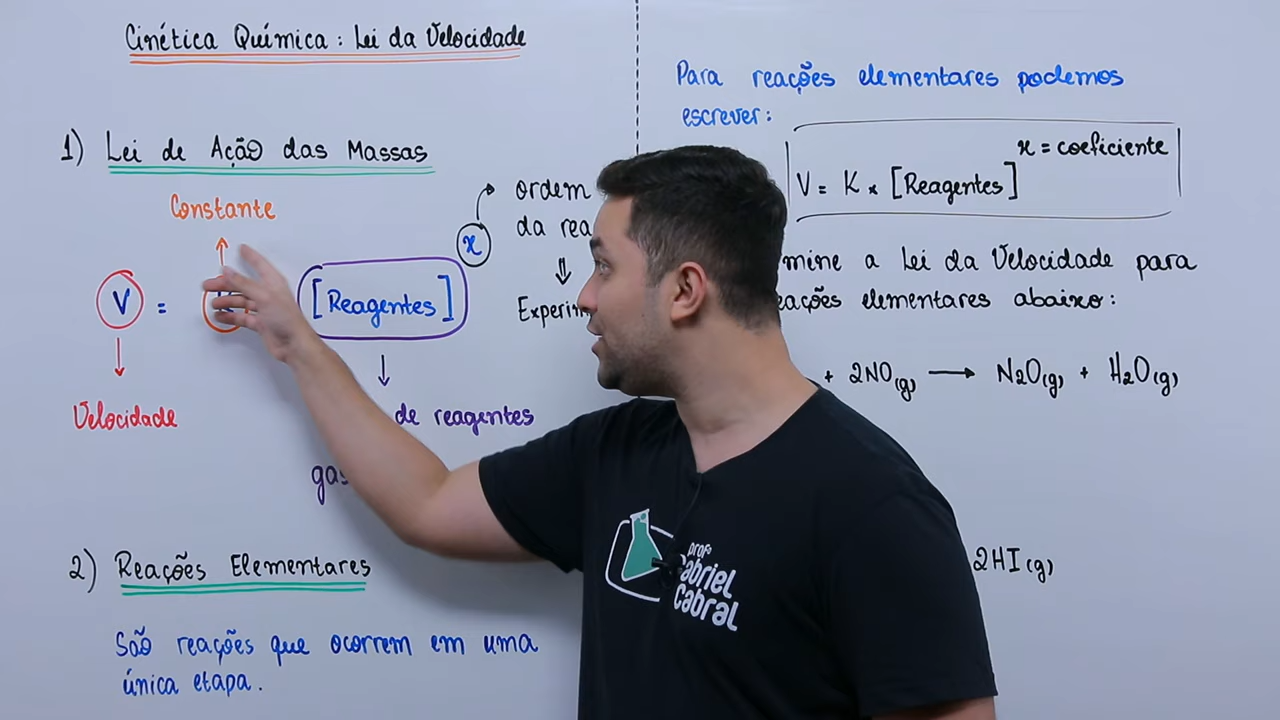 Cinética Química: Lei da Velocidade
1) Lei de Ação das Massas
Constante
V = [Reagentes] x
ordem
da rea
Velocidade
de reagentes
gas
2) Reações Elementares
São reações que ocorrem em uma
única etapa.
Para reações elementares podemos
escrever:
x = coeficiente
V = K x [Reagentes]
mine a Lei da Velocidade para
eações elementares abaixo:
+ 2NO(g) → N2O(g) + H2O(g)
2HI(g)
profº
Gabriel
Cabral